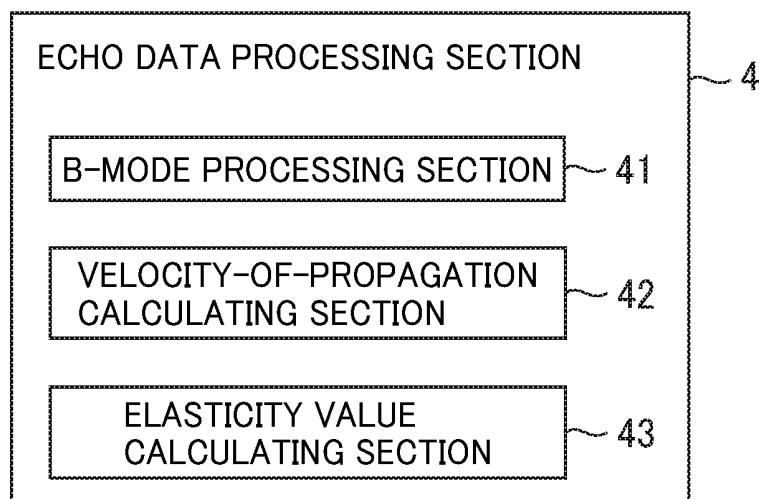 ECHO DATA PROCESSING SECTION
4
B-MODE PROCESSING SECTION
41
VELOCITY-OF-PROPAGATION
CALCULATING SECTION
42
ELASTICITY VALUE
CALCULATING SECTION
43